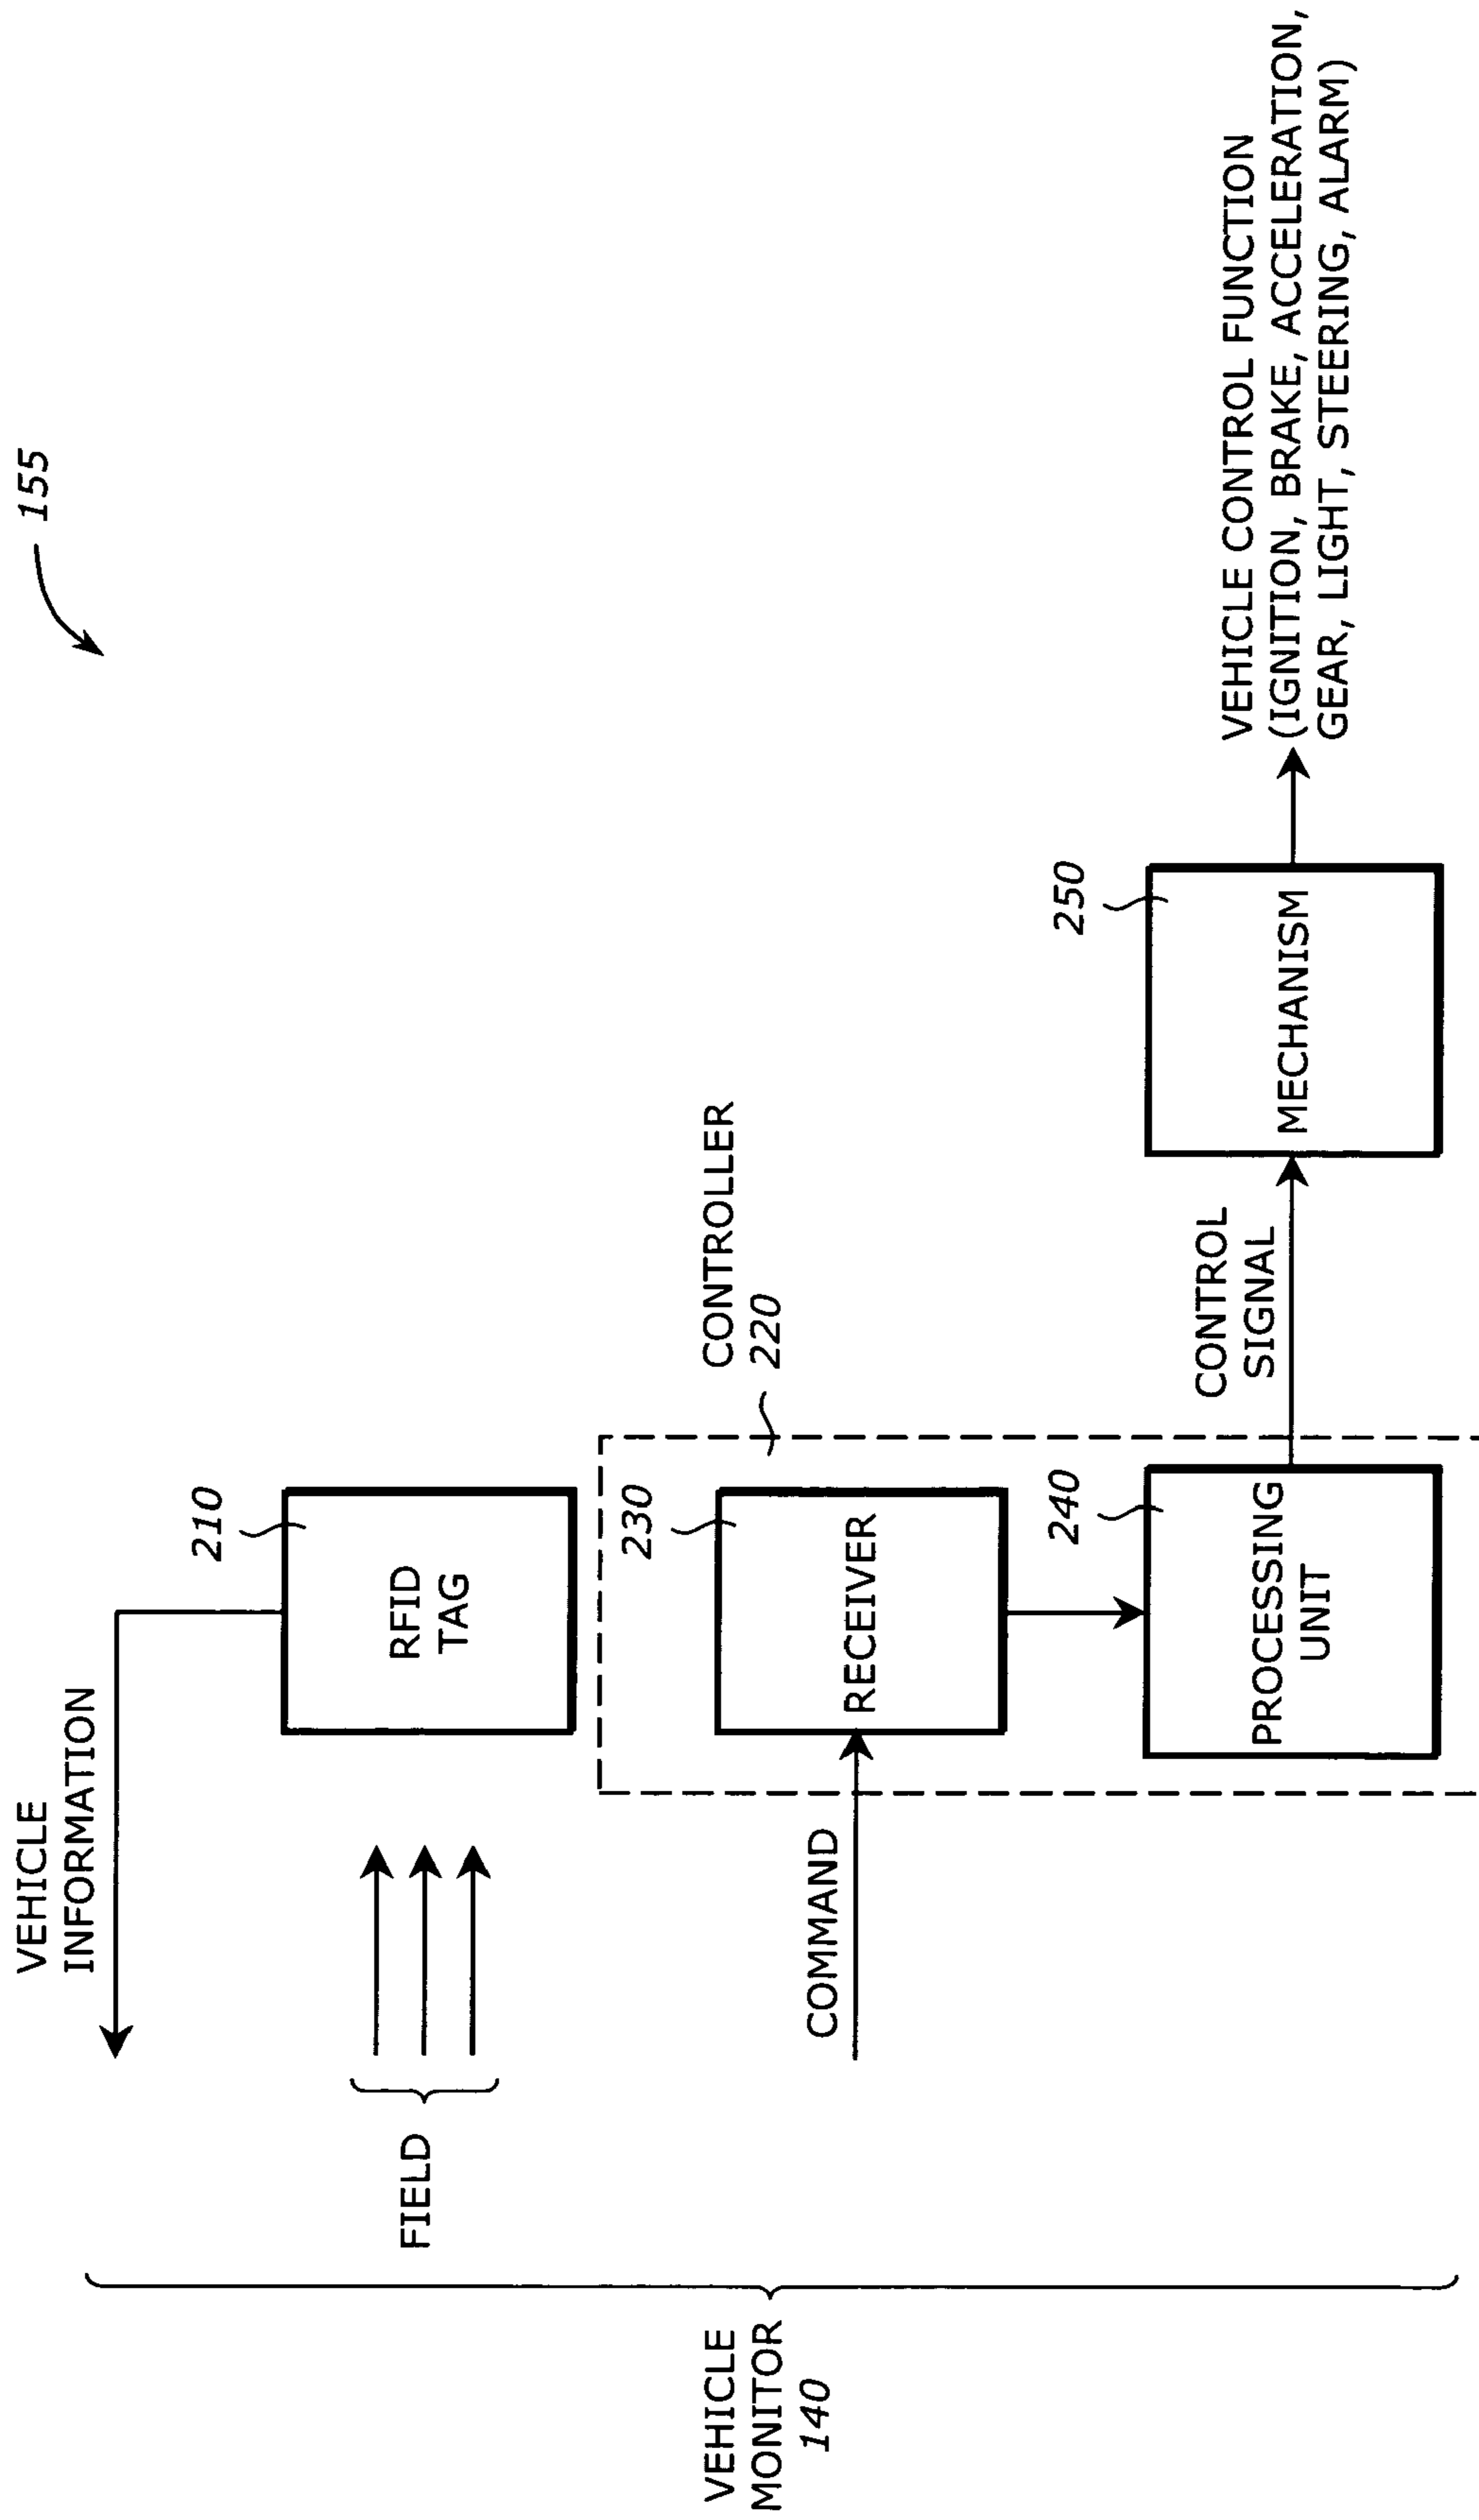 155
VEHICLE
INFORMATION
210
RFID
TAG
FIELD
VEHICLE
MONITOR
140
CONTROLLER
220
230
RECEIVER
COMMAND
240
PROCESSING
UNIT
CONTROL
SIGNAL
250
MECHANISM
VEHICLE CONTROL FUNCTION
(IGNITION, BRAKE, ACCELERATION,
GEAR, LIGHT, STEERING, ALARM)